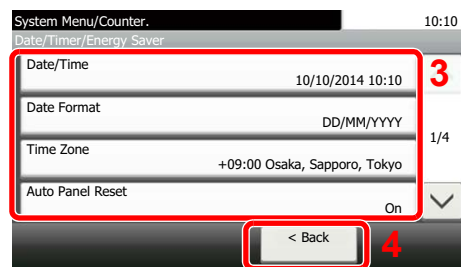 System Menu/Counter. 10:10
Date/Timer/Energy Saver
Date/Time
10/10/2014 10:10
3
Date Format
DD/MM/YYYY
1/4
Time Zone
+09:00 Osaka, Sapporo, Tokyo
Auto Panel Reset
On
< Back
4